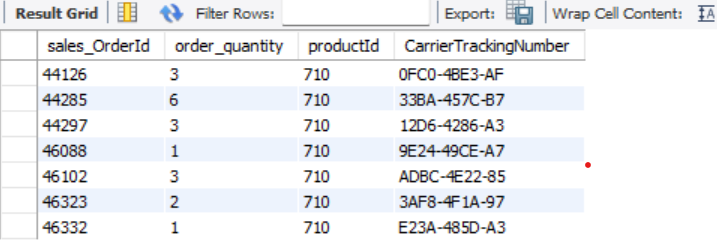 Result Grid Filter Rows: Export: Wrap Cell Content: IA
sales_OrderId order_quantity productId CarrierTrackingNumber
44126 3 710 0FC0-4BE3-AF
44285 6 710 33BA-457C-B7
44297 3 710 12D6-4286-A3
46088 1 710 9E24-49CE-A7
46102 3 710 ADBC-4E22-85
46323 2 710 3AF8-4F1A-97
46332 1 710 E23A-485D-A3